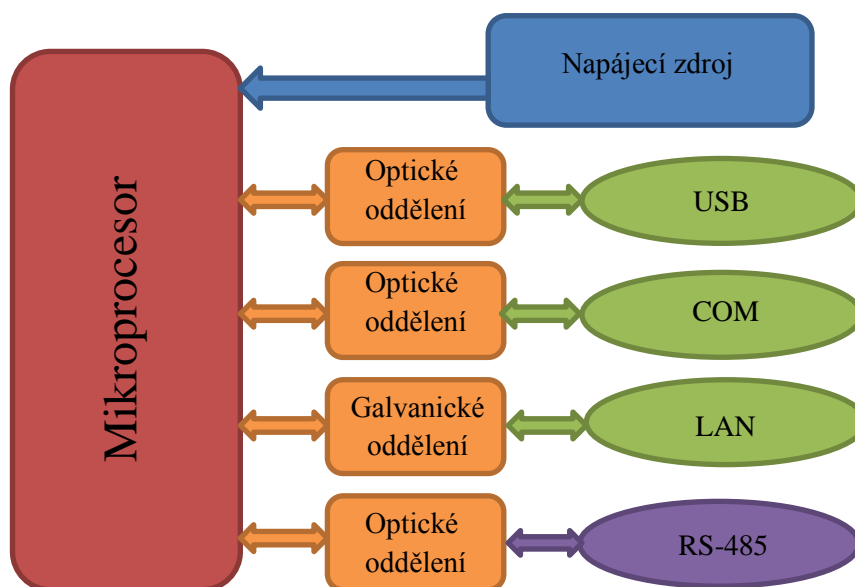 Mikroprocesor
Napájecí zdroj
Optické
oddělení
USB
Optické
oddělení
COM
Galvanické
oddělení
LAN
Optické
oddělení
RS-485